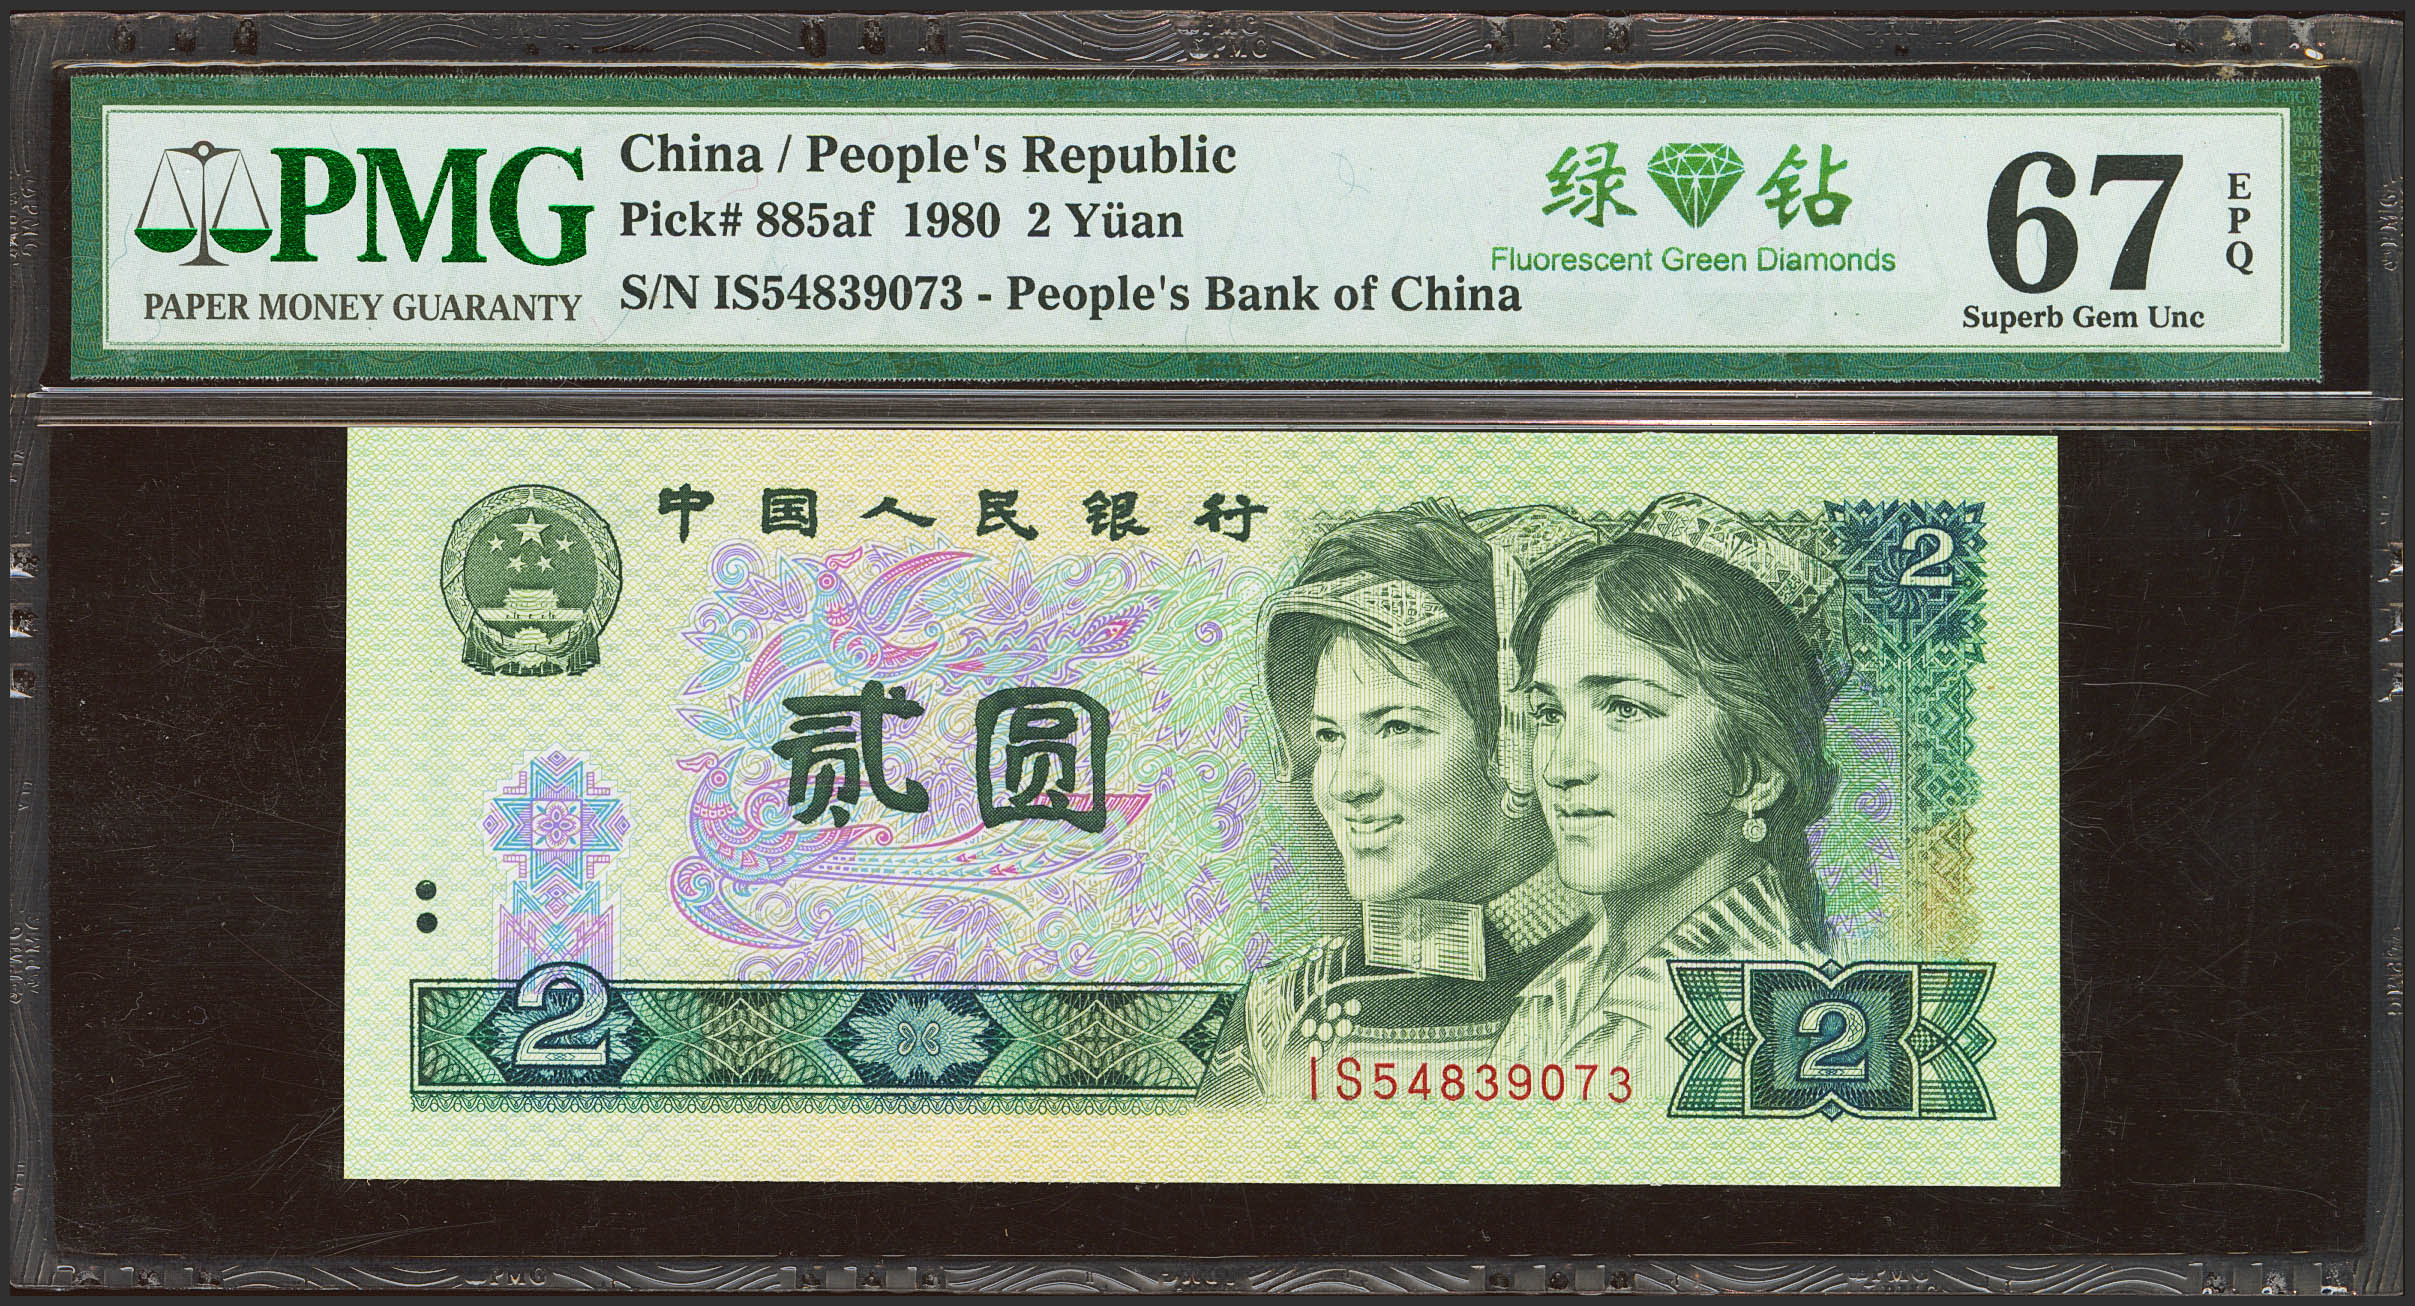 PMG
PAPER MONEY GUARANTY
China / People's Republic
Pick# 885af 1980 2 Yüan
S/N IS54839073 - People's Bank of China
绿 钻
Fluorescent Green Diamonds
67
EPQ
Superb Gem Unc
中国人民银行
2
贰圆
2
IS54839073
2